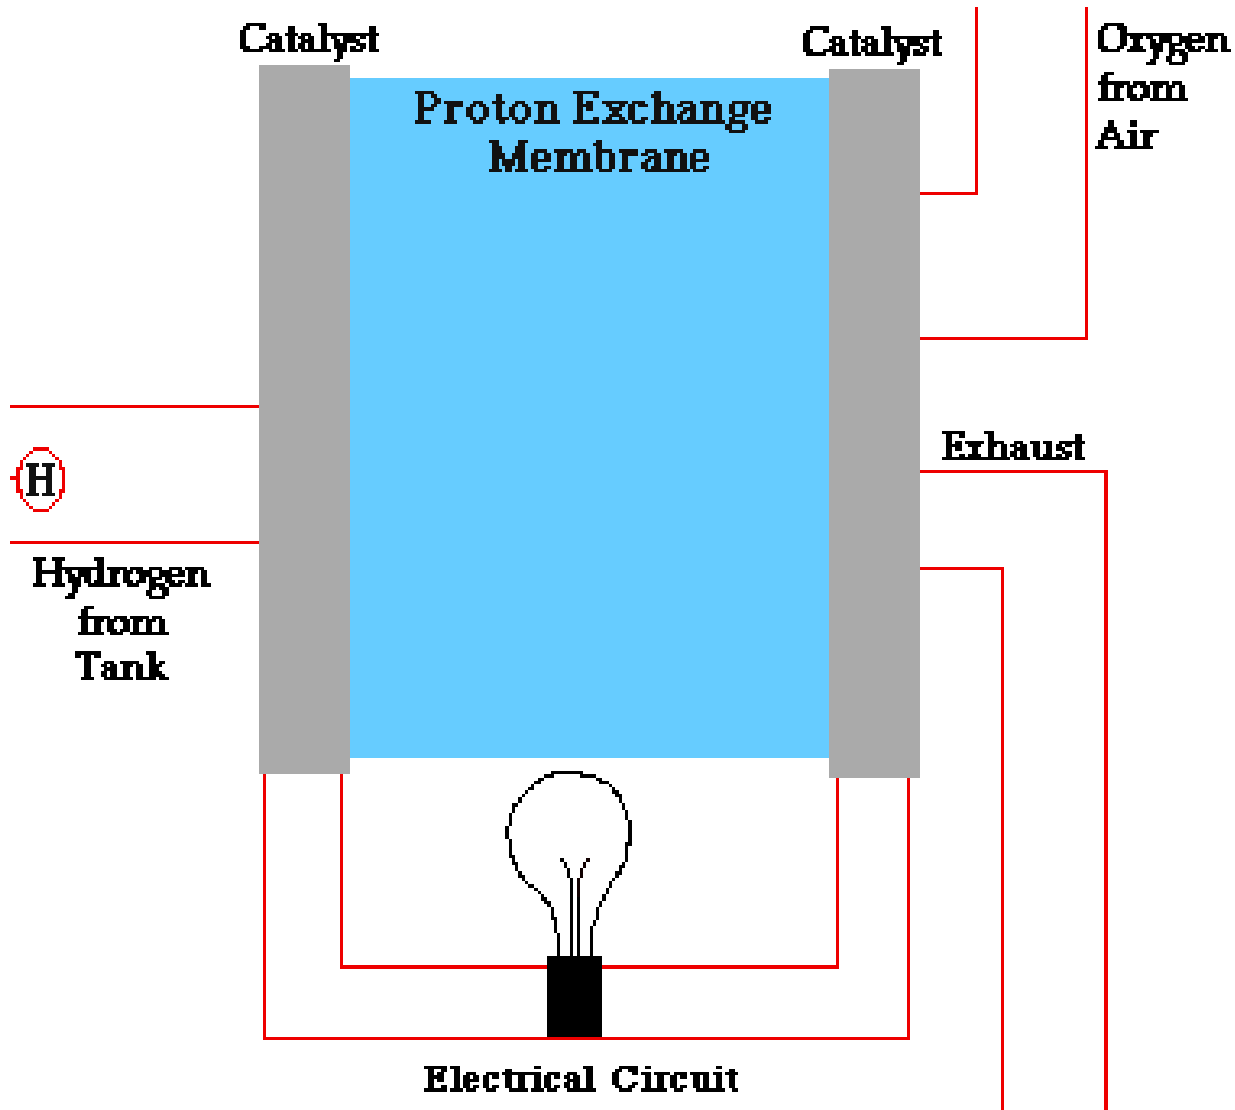 Catalyst
Catalyst
Oxygen
from
Air
Proton Exchange
Membrane
Exhaust
H
Hydrogen
from
Tank
Electrical Circuit